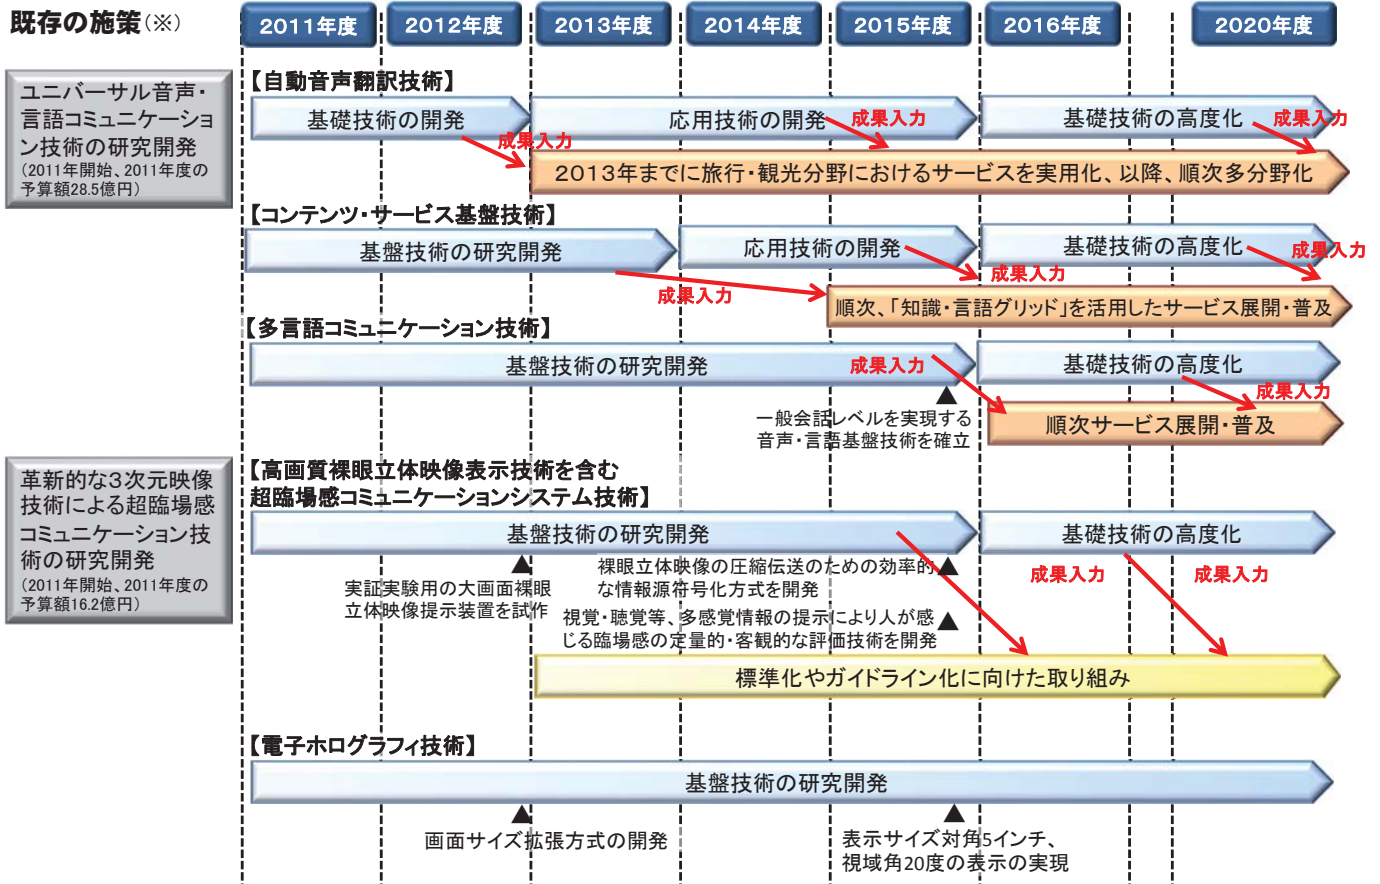 既存の施策(※)
2011年度
2012年度
2013年度
2014年度
2015年度
2016年度
2020年度
ユニバーサル音声・
言語コミュニケーショ
ン技術の研究開発
(2011年開始、2011年度の
予算額28.5億円)
【自動音声翻訳技術】
基礎技術の開発
成果入力
応用技術の開発
成果入力
基礎技術の高度化
成果入力
2013年までに旅行・観光分野におけるサービスを実用化、以降、順次多分野化
【コンテンツ・サービス基盤技術】
基盤技術の研究開発
成果入力
応用技術の開発
成果入力
基礎技術の高度化
成果入力
順次、「知識・言語グリッド」を活用したサービス展開・普及
【多言語コミュニケーション技術】
基盤技術の研究開発
成果入力
基礎技術の高度化
成果入力
▲
一般会話レベルを実現する
音声・言語基盤技術を確立
順次サービス展開・普及
革新的な3次元映像
技術による超臨場感
コミュニケーション技
術の研究開発
(2011年開始、2011年度の
予算額16.2億円)
【高画質裸眼立体映像表示技術を含む
超臨場感コミュニケーションシステム技術】
基盤技術の研究開発
基礎技術の高度化
成果入力
成果入力
▲
実証実験用の大画面裸眼
立体映像提示装置を試作
裸眼立体映像の圧縮伝送のための効率的▲
な情報源符号化方式を開発
視覚・聴覚等、多感覚情報の提示により人が感▲
じる臨場感の定量的・客観的な評価技術を開発
標準化やガイドライン化に向けた取り組み
【電子ホログラフィ技術】
基盤技術の研究開発
▲
画面サイズ拡張方式の開発
▲
表示サイズ対角5インチ、
視域角20度の表示の実現